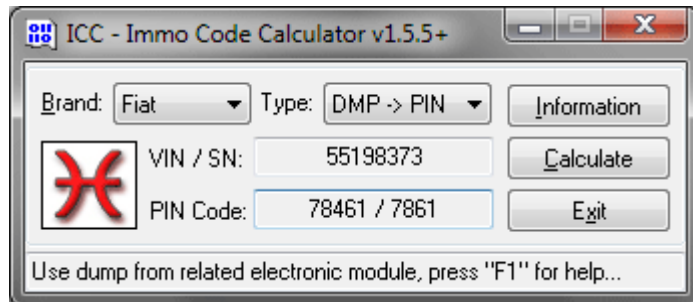 ICC - Immo Code Calculator v1.5.5+
Brand: Fiat Type: DMP -> PIN Information
VIN / SN: 55198373 Calculate
PIN Code: 78461 / 7861 Exit
Use dump from related electronic module, press "F1" for help...